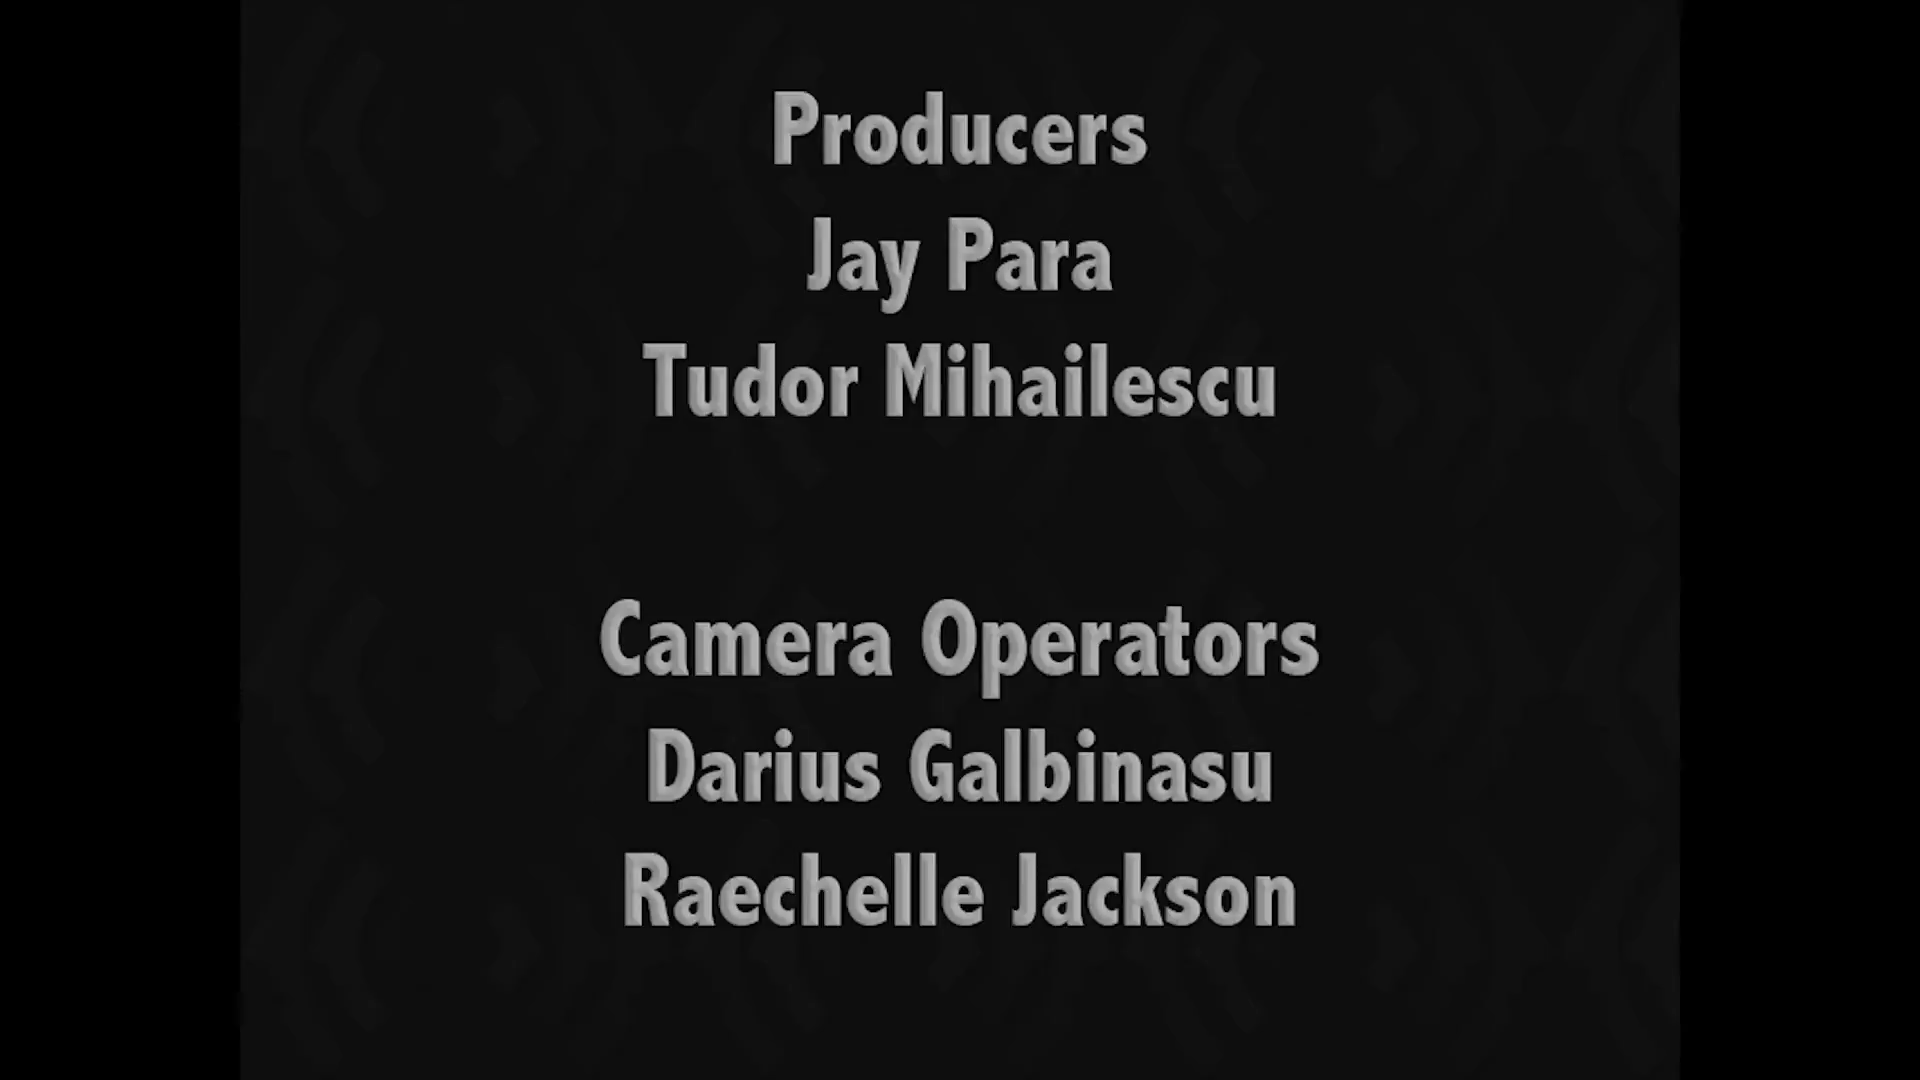 Producers
Jay Para
Tudor Mihailescu
Camera Operators
Darius Galbinasu
Raechelle Jackson